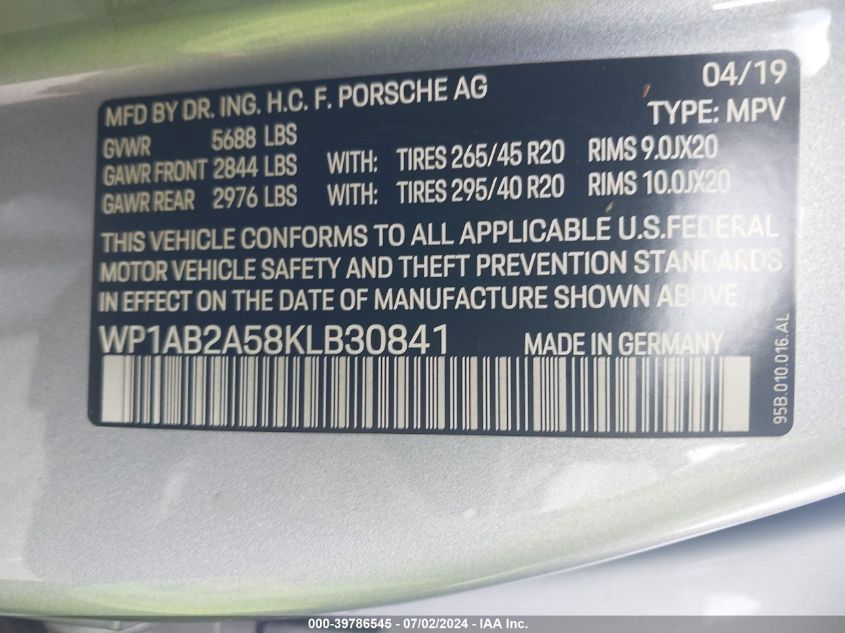 04/19
MFD BY DR. ING. H.C. F. PORSCHE AG
TYPE: MPV
GVWR 5688 LBS
GAWR FRONT 2844 LBS WITH: TIRES 265/45 R20 RIMS 9.0JX20
GAWR REAR 2976 LBS WITH: TIRES 295/40 R20 RIMS 10.0JX20
THIS VEHICLE CONFORMS TO ALL APPLICABLE U.S.FEDERAL
MOTOR VEHICLE SAFETY AND THEFT PREVENTION STANDARDS
IN EFFECT ON THE DATE OF MANUFACTURE SHOWN ABOVE
WP1AB2A58KLB30841 MADE IN GERMANY
95B.010.016.AL
000-39786545 - 07/02/2024 - IAA Inc.